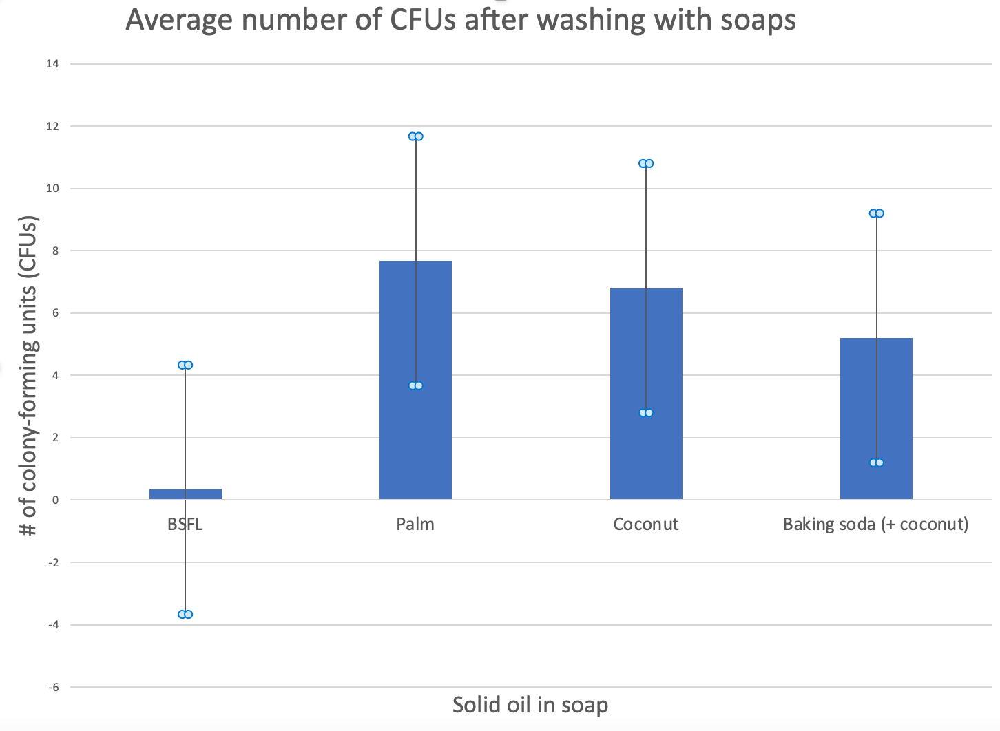 Average number of CFUs after washing with soaps
14
12
10
8
6
4
2
0
-2
-4
-6
# of colony-forming units (CFUs)
BSFL
Palm
Coconut
Baking soda (+ coconut)
Solid oil in soap